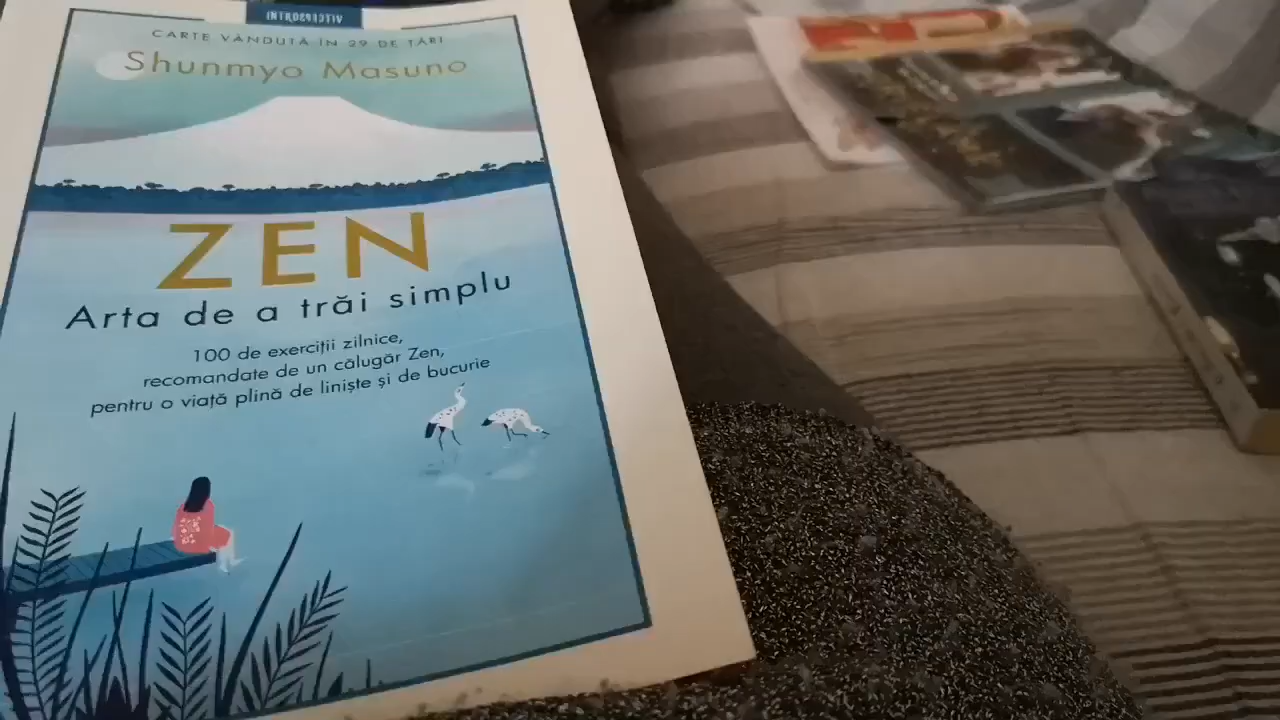 INTROSPECTIV
CARTE VÂNDUTĂ ÎN 29 DE ȚĂRI
Shunmyo Masuno
ZEN
Arta de a trăi simplu
100 de exerciții zilnice,
recomandate de un călugăr Zen,
pentru o viață plină de liniște și de bucurie